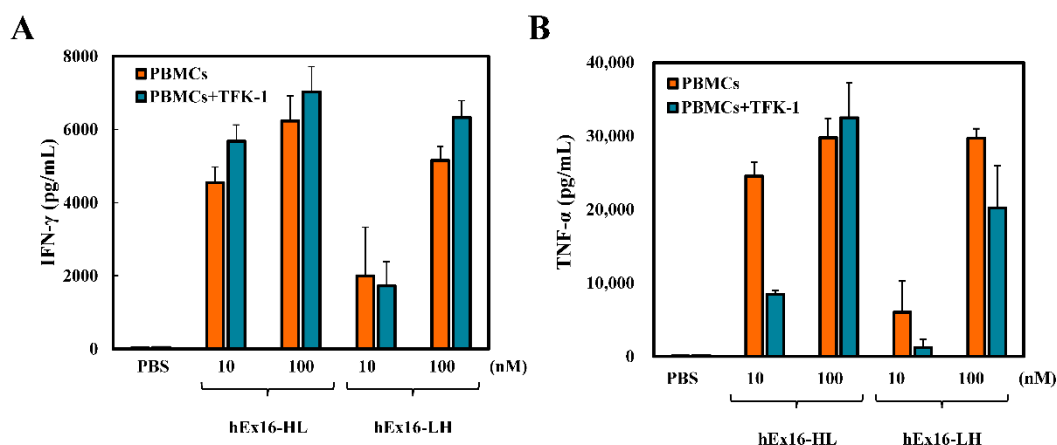 A
IFN-γ (pg/mL)
8000
6000
4000
2000
0
PBMCs
PBMCs+TFK-1
PBS 10 100 10 100 (nM)
hEx16-HL hEx16-LH
B
TNF-α (pg/mL)
40,000
30,000
20,000
10,000
0
PBMCs
PBMCs+TFK-1
PBS 10 100 10 100 (nM)
hEx16-HL hEx16-LH